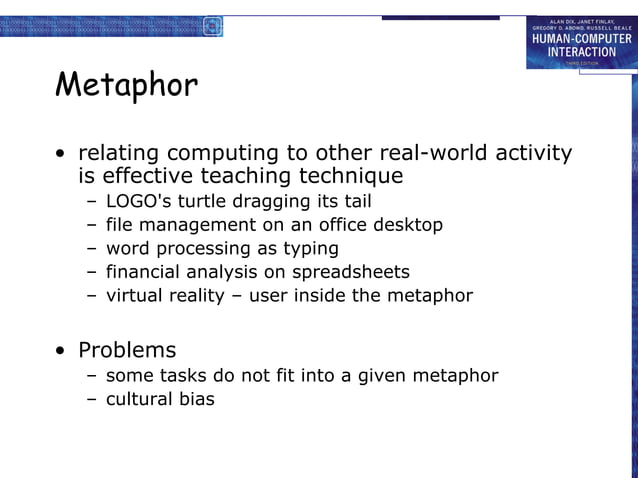 ALAN DIX, JANET FINLAY,
GREGORY D. ABOWD, RUSSELL BEALE
HUMAN-COMPUTER
INTERACTION
THIRD EDITION
Metaphor
• relating computing to other real-world activity
is effective teaching technique
– LOGO's turtle dragging its tail
– file management on an office desktop
– word processing as typing
– financial analysis on spreadsheets
– virtual reality – user inside the metaphor
• Problems
– some tasks do not fit into a given metaphor
– cultural bias